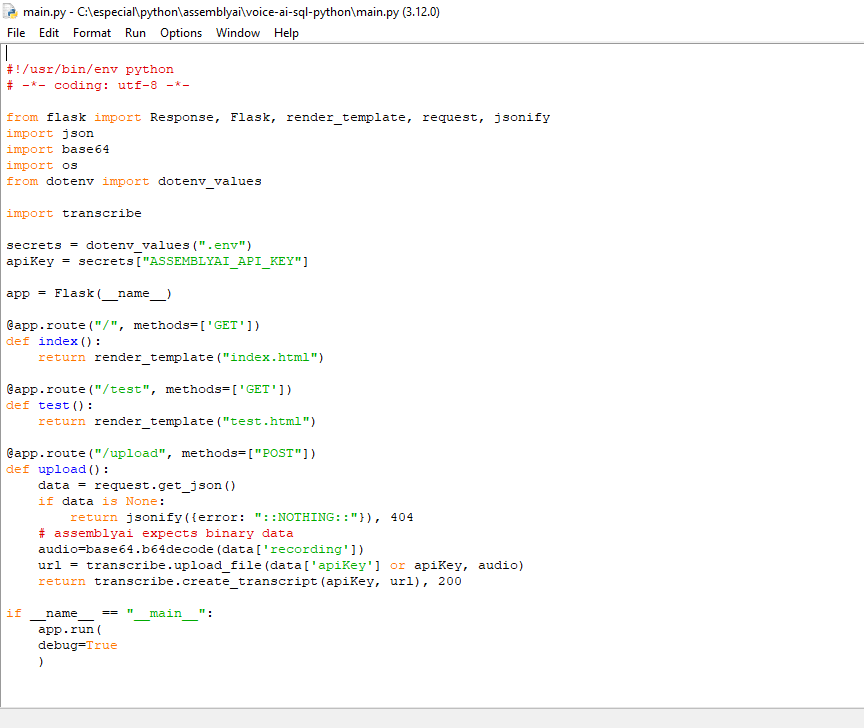 main.py - C:\especial\python\assemblyai\voice-ai-sql-python\main.py (3.12.0)
File Edit Format Run Options Window Help
#!/usr/bin/env python
# -*- coding: utf-8 -*-

from flask import Response, Flask, render_template, request, jsonify
import json
import base64
import os
from dotenv import dotenv_values

import transcribe

secrets = dotenv_values(".env")
apiKey = secrets["ASSEMBLYAI_API_KEY"]

app = Flask(__name__)

@app.route("/", methods=['GET'])
def index():
    return render_template("index.html")

@app.route("/test", methods=['GET'])
def test():
    return render_template("test.html")

@app.route("/upload", methods=["POST"])
def upload():
    data = request.get_json()
    if data is None:
        return jsonify({error: "::NOTHING::"}), 404
    # assemblyai expects binary data
    audio=base64.b64decode(data['recording'])
    url = transcribe.upload_file(data['apiKey'] or apiKey, audio)
    return transcribe.create_transcript(apiKey, url), 200

if __name__ == "__main__":
    app.run(
    debug=True
    )